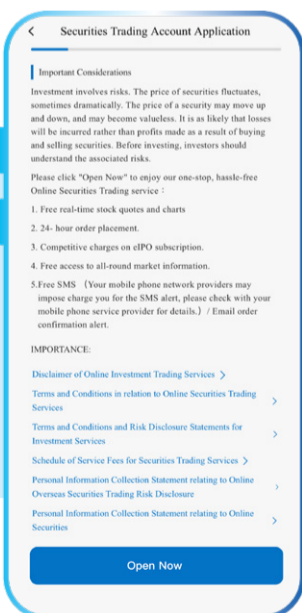 Securities Trading Account Application
Important Considerations
Investment involves risks. The price of securities fluctuates,
sometimes dramatically. The price of a security may move up
and down, and may become valueless. It is as likely that losses
will be incurred rather than profits made as a result of buying
and selling securities. Before investing, investors should
understand the associated risks.
Please click "Open Now" to enjoy our one-stop, hassle-free
Online Securities Trading service :
1. Free real-time stock quotes and charts
2. 24- hour order placement.
3. Competitive charges on eIPO subscription.
4. Free access to all-round market information.
5.Free SMS （Your mobile phone network providers may
impose charge you for the SMS alert, please check with your
mobile phone service provider for details.）/ Email order
confirmation alert.
IMPORTANCE:
Disclaimer of Online Investment Trading Services
Terms and Conditions in relation to Online Securities Trading
Services
Terms and Conditions and Risk Disclosure Statements for
Investment Services
Schedule of Service Fees for Securities Trading Services
Personal Information Collection Statement relating to Online
Overseas Securities Trading Risk Disclosure
Personal Information Collection Statement relating to Online
Securities
Open Now